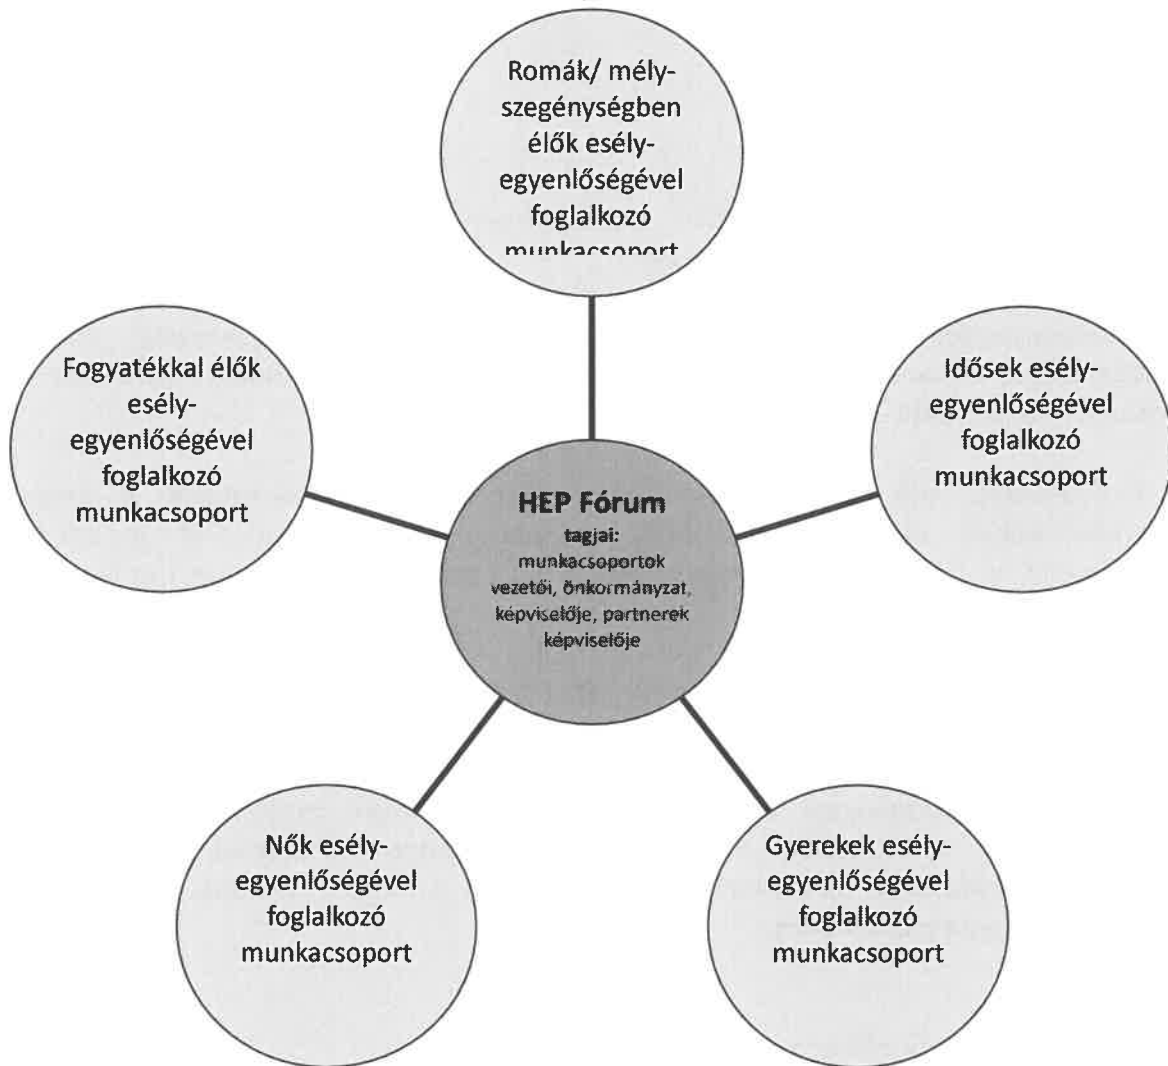 Romák/ mély-
szegénységben
élők esély-
egyenlőségével
foglalkozó
munkacsoport
Fogyatékkal élők
esély-
egyenlőségével
foglalkozó
munkacsoport
Idősek esély-
egyenlőségével
foglalkozó
munkacsoport
HEP Fórum
tagjai:
munkacsoportok
vezetői, önkormányzat,
képviselője, partnerek
képviselője
Nők esély-
egyenlőségével
foglalkozó
munkacsoport
Gyerekek esély-
egyenlőségével
foglalkozó
munkacsoport